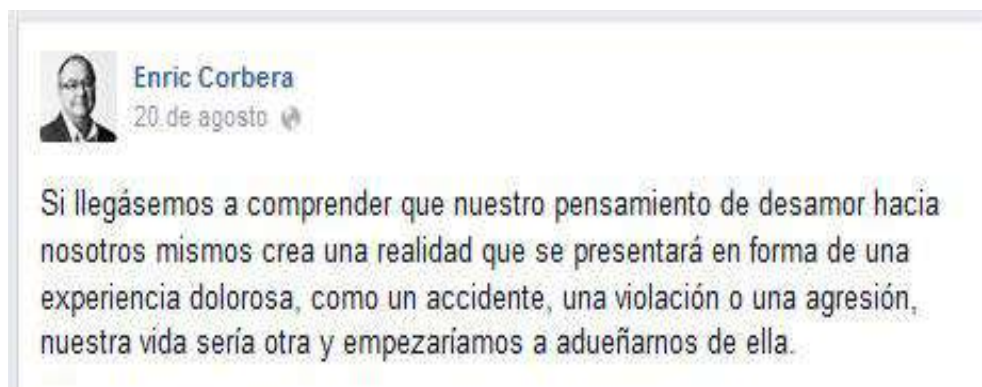 Enric Corbera
20 de agosto
Si llegásemos a comprender que nuestro pensamiento de desamor hacia
nosotros mismos crea una realidad que se presentará en forma de una
experiencia dolorosa, como un accidente, una violación o una agresión,
nuestra vida sería otra y empezaríamos a adueñarnos de ella.